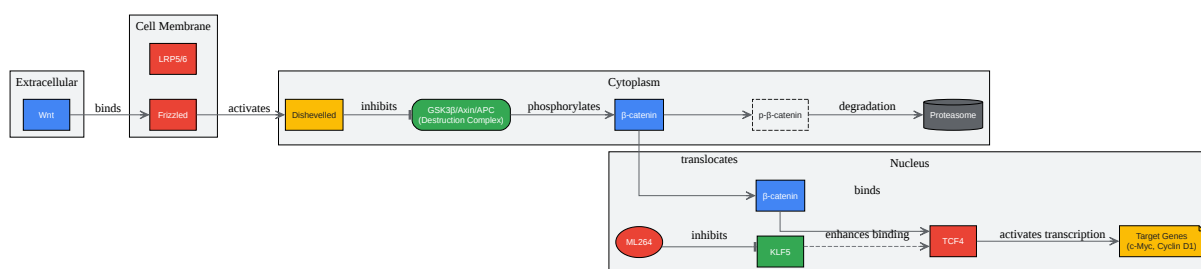 Cell Membrane
LRP5/6
Extracellular
Wnt
binds
Frizzled
activates
Cytoplasm
Dishevelled
inhibits
GSK3β/Axin/APC
(Destruction Complex)
phosphorylates
β-catenin
p-β-catenin
degradation
Proteasome
translocates
Nucleus
β-catenin
binds
ML264
inhibits
KLF5
enhances binding
TCF4
activates transcription
Target Genes
(c-Myc, Cyclin D1)